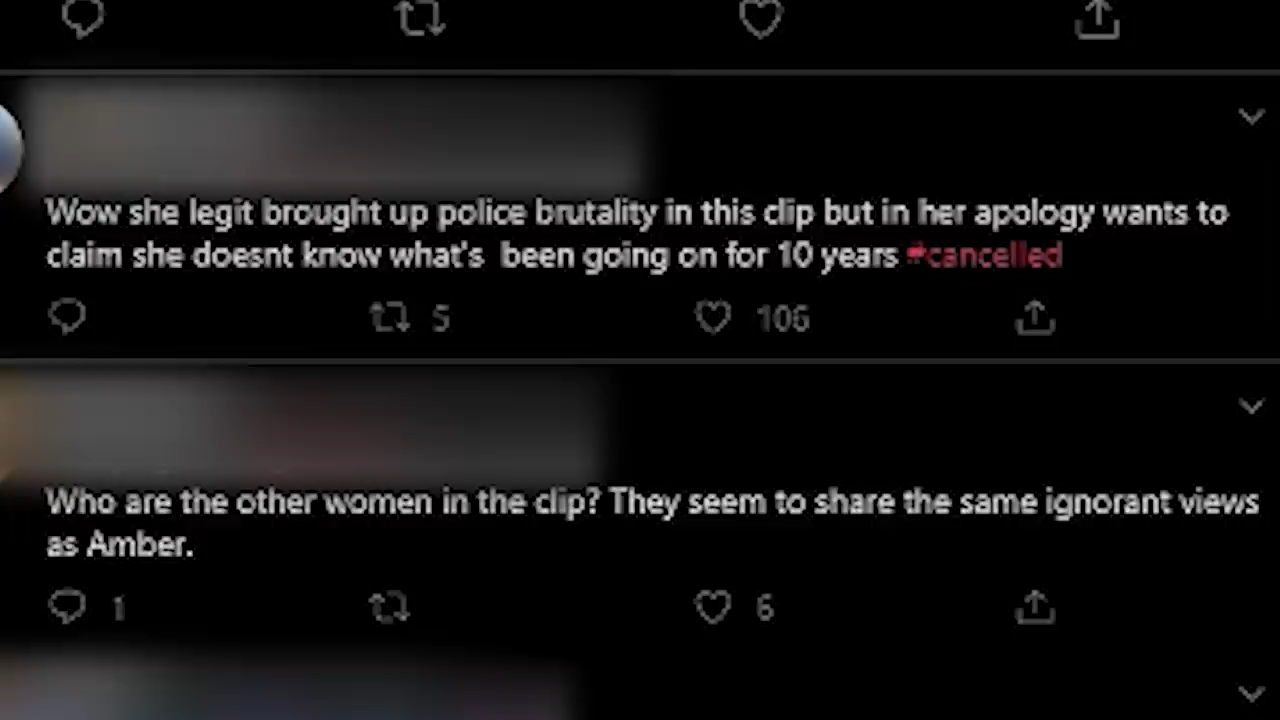 Wow she legit brought up police brutality in this clip but in her apology wants to
claim she doesnt know what's  been going on for 10 years #cancelled
5 106
Who are the other women in the clip? They seem to share the same ignorant views
as Amber.
1 6